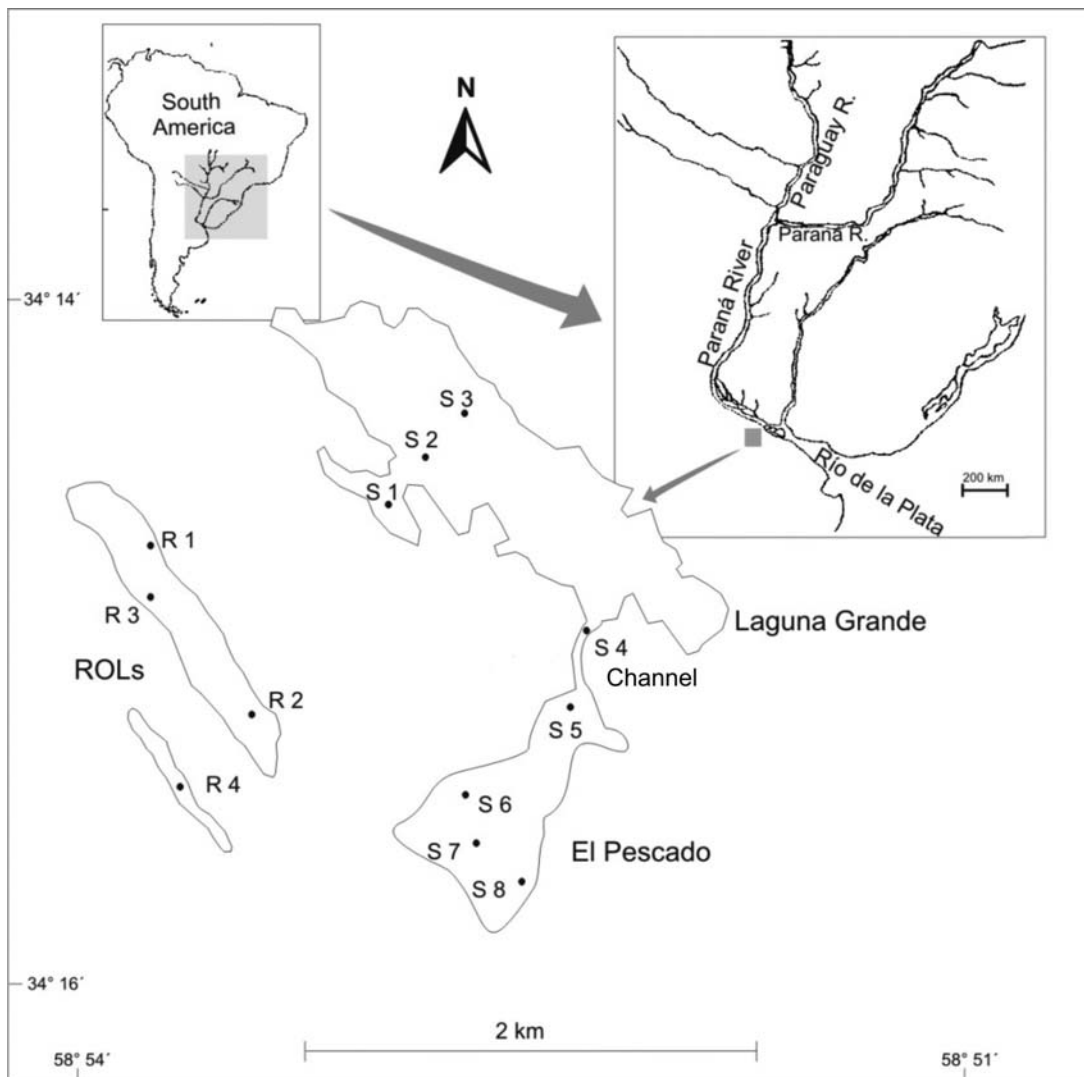 South
America
N
Paraguay R.
Paraná R.
Paraná River
Río de la Plata
200 km
34° 14´
S 3
S 2
S 1
R 1
R 3
ROLs
R 2
R 4
Laguna Grande
S 4
Channel
S 5
S 6
S 7
El Pescado
S 8
34° 16´
2 km
58° 54´
58° 51´